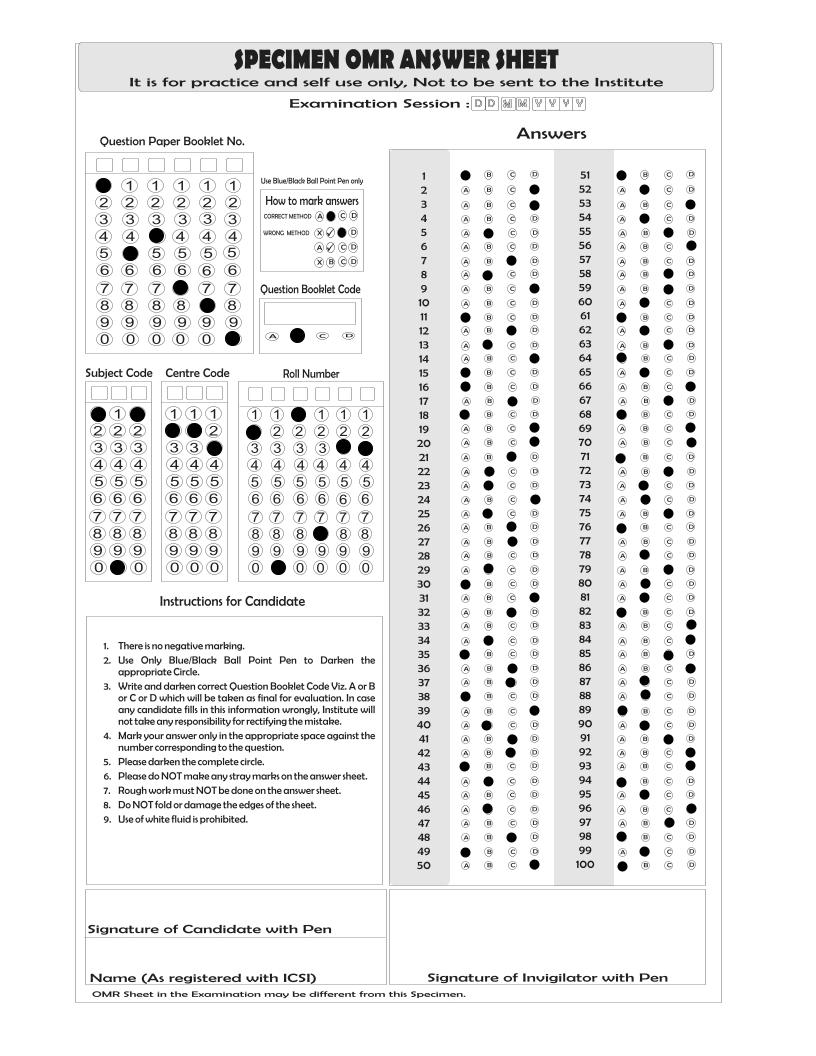 SPECIMEN OMR ANSWER SHEET
It is for practice and self use only, Not to be sent to the Institute
Examination Session : D D M M Y Y Y Y
Question Paper Booklet No.
1 1 1 1 1
2 2 2 2 2 2
3 3 3 3 3 3
4 4 4 4 4
5 5 5 5 5
6 6 6 6 6 6
7 7 7 7 7
8 8 8 8 8
9 9 9 9 9 9
0 0 0 0 0
Use Blue/Black Ball Point Pen only
How to mark answers
CORRECT METHOD A C D
WRONG METHOD X ✓ D
A ✓ C D
X B C D
Question Booklet Code
A C D
Subject Code
1
2 2 2
3 3 3
4 4 4
5 5 5
6 6 6
7 7 7
8 8 8
9 9 9
0 0
Centre Code
1 1 1
2
3 3
4 4 4
5 5 5
6 6 6
7 7 7
8 8 8
9 9 9
0 0 0
Roll Number
1 1 1 1 1
2 2 2 2 2
3 3 3 3
4 4 4 4 4 4
5 5 5 5 5 5
6 6 6 6 6 6
7 7 7 7 7 7
8 8 8 8 8
9 9 9 9 9 9
0 0 0 0 0
Instructions for Candidate
1. There is no negative marking.
2. Use Only Blue/Black Ball Point Pen to Darken the
appropriate Circle.
3. Write and darken correct Question Booklet Code Viz. A or B
or C or D which will be taken as final for evaluation. In case
any candidate fills in this information wrongly, Institute will
not take any responsibility for rectifying the mistake.
4. Mark your answer only in the appropriate space against the
number corresponding to the question.
5. Please darken the complete circle.
6. Please do NOT make any stray marks on the answer sheet.
7. Rough work must NOT be done on the answer sheet.
8. Do NOT fold or damage the edges of the sheet.
9. Use of white fluid is prohibited.
Answers
1 B C D 51 B C D
2 A B C 52 A C D
3 A B C 53 A B C
4 A B C D 54 A C D
5 A C D 55 A B D
6 A B C D 56 A B C
7 A B D 57 A B C D
8 A C D 58 A B D
9 A B C 59 A B D
10 A B C D 60 A C D
11 B C D 61 B C D
12 A B D 62 A C D
13 A C D 63 A B D
14 A B C 64 B C D
15 B C D 65 A C D
16 B C D 66 A B C
17 A B D 67 A B D
18 B C D 68 B C D
19 A B C 69 A B C
20 A B C 70 A B C
21 A B D 71 B C D
22 A C D 72 A B D
23 A C D 73 A C D
24 A B C 74 A C D
25 A C D 75 A B D
26 A B D 76 B C D
27 A B D 77 A B C D
28 A B C D 78 A C D
29 A C D 79 A B D
30 B C D 80 A C D
31 A B C 81 A C D
32 A B D 82 B C D
33 A B C D 83 A B C
34 A C D 84 A B C
35 B C D 85 A B D
36 A B D 86 A B C
37 A B D 87 A C D
38 B C D 88 A C D
39 A B C 89 B C D
40 A C D 90 A C D
41 A B D 91 A B D
42 A B D 92 A B C
43 B C D 93 A B C
44 A C D 94 B C D
45 A B C D 95 A C D
46 A C D 96 A B C
47 A B C D 97 A B D
48 A B D 98 B C D
49 B C D 99 A C D
50 A B C 100 B C D
Signature of Candidate with Pen
Name (As registered with ICSI)
Signature of Invigilator with Pen
OMR Sheet in the Examination may be different from this Specimen.